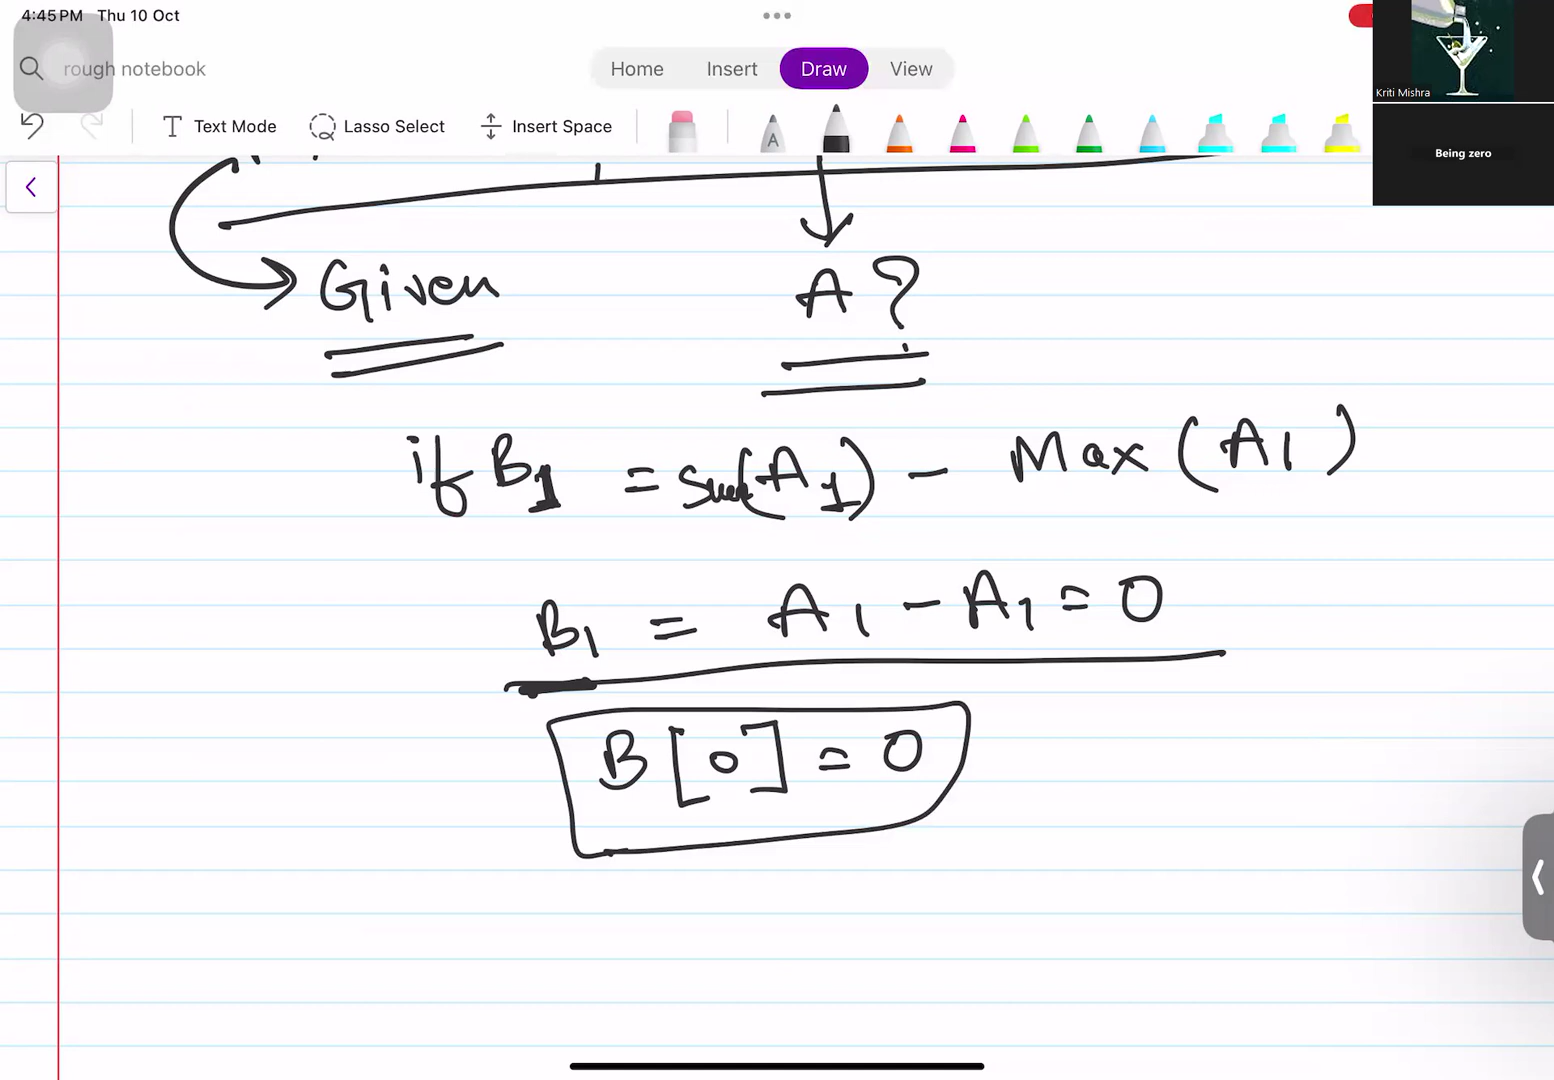 4:45 PM Thu 10 Oct
rough notebook
Home Insert Draw View
Text Mode Lasso Select Insert Space
A
Kriti Mishra
Being zero
Given
A?
if B1 = Sum(A1) - Max(A1)
B1 = A1 - A1 = 0
B[0] = 0